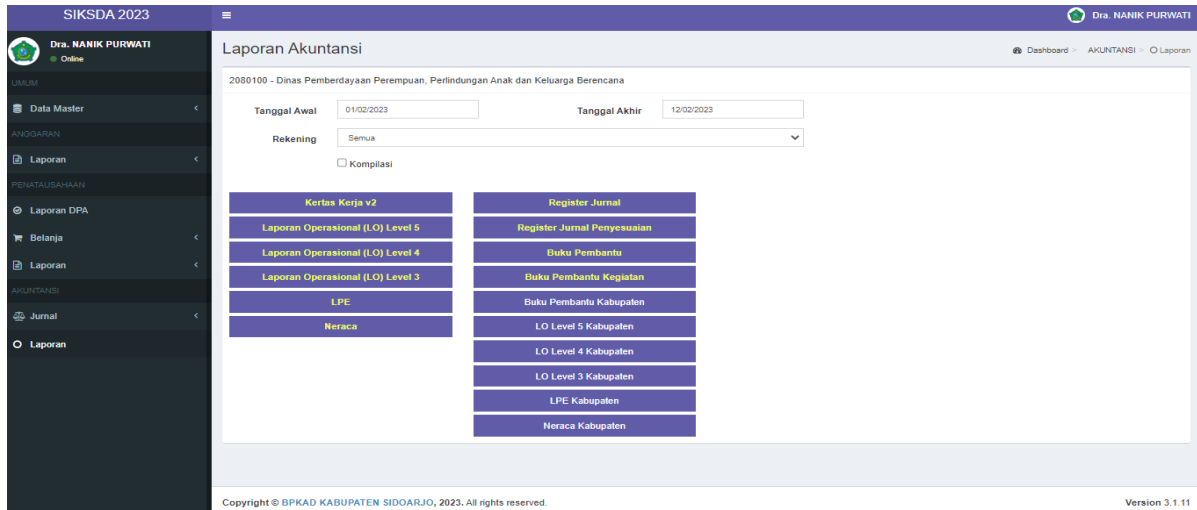 SIKSDA 2023
Dra. NANIK PURWATI
Dra. NANIK PURWATI
Online
UMUM
Data Master
ANGGARAN
Laporan
PENATAUSAHAAN
Laporan DPA
Belanja
Laporan
AKUNTANSI
Jurnal
Laporan
Laporan Akuntansi
Dashboard > AKUNTANSI > Laporan
2080100 - Dinas Pemberdayaan Perempuan, Perlindungan Anak dan Keluarga Berencana
Tanggal Awal 01/02/2023 Tanggal Akhir 12/02/2023
Rekening Semua
Kompilasi
Kertas Kerja v2
Laporan Operasional (LO) Level 5
Laporan Operasional (LO) Level 4
Laporan Operasional (LO) Level 3
LPE
Neraca
Register Jurnal
Register Jurnal Penyesuaian
Buku Pembantu
Buku Pembantu Kegiatan
Buku Pembantu Kabupaten
LO Level 5 Kabupaten
LO Level 4 Kabupaten
LO Level 3 Kabupaten
LPE Kabupaten
Neraca Kabupaten
Copyright © BPKAD KABUPATEN SIDOARJO, 2023. All rights reserved. Version 3.1.11